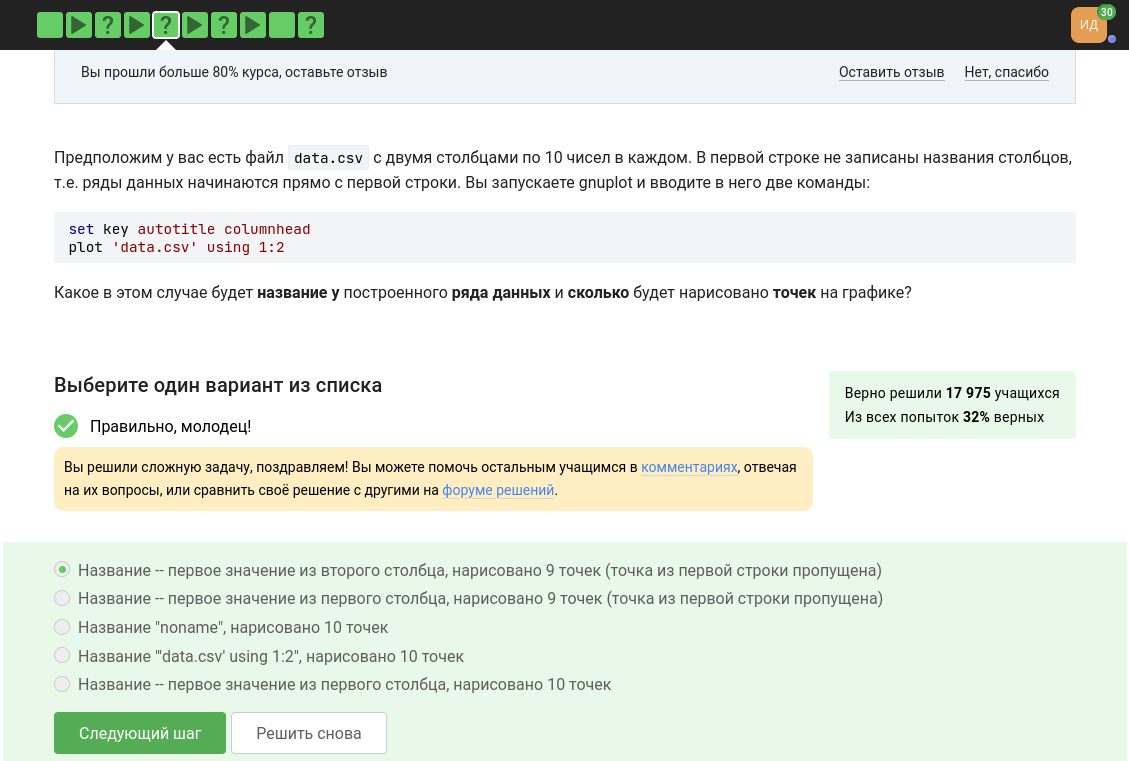 ? ? ? ?
30
ИД
Вы прошли больше 80% курса, оставьте отзыв Оставить отзыв Нет, спасибо
Предположим у вас есть файл data.csv с двумя столбцами по 10 чисел в каждом. В первой строке не записаны названия столбцов,
т.е. ряды данных начинаются прямо с первой строки. Вы запускаете gnuplot и вводите в него две команды:
set key autotitle columnhead
plot 'data.csv' using 1:2
Какое в этом случае будет название у построенного ряда данных и сколько будет нарисовано точек на графике?
Выберите один вариант из списка
Верно решили 17 975 учащихся
Из всех попыток 32% верных
Правильно, молодец!
Вы решили сложную задачу, поздравляем! Вы можете помочь остальным учащимся в комментариях, отвечая
на их вопросы, или сравнить своё решение с другими на форуме решений.
Название -- первое значение из второго столбца, нарисовано 9 точек (точка из первой строки пропущена)
Название -- первое значение из первого столбца, нарисовано 9 точек (точка из первой строки пропущена)
Название "noname", нарисовано 10 точек
Название "'data.csv' using 1:2", нарисовано 10 точек
Название -- первое значение из первого столбца, нарисовано 10 точек
Следующий шаг Решить снова